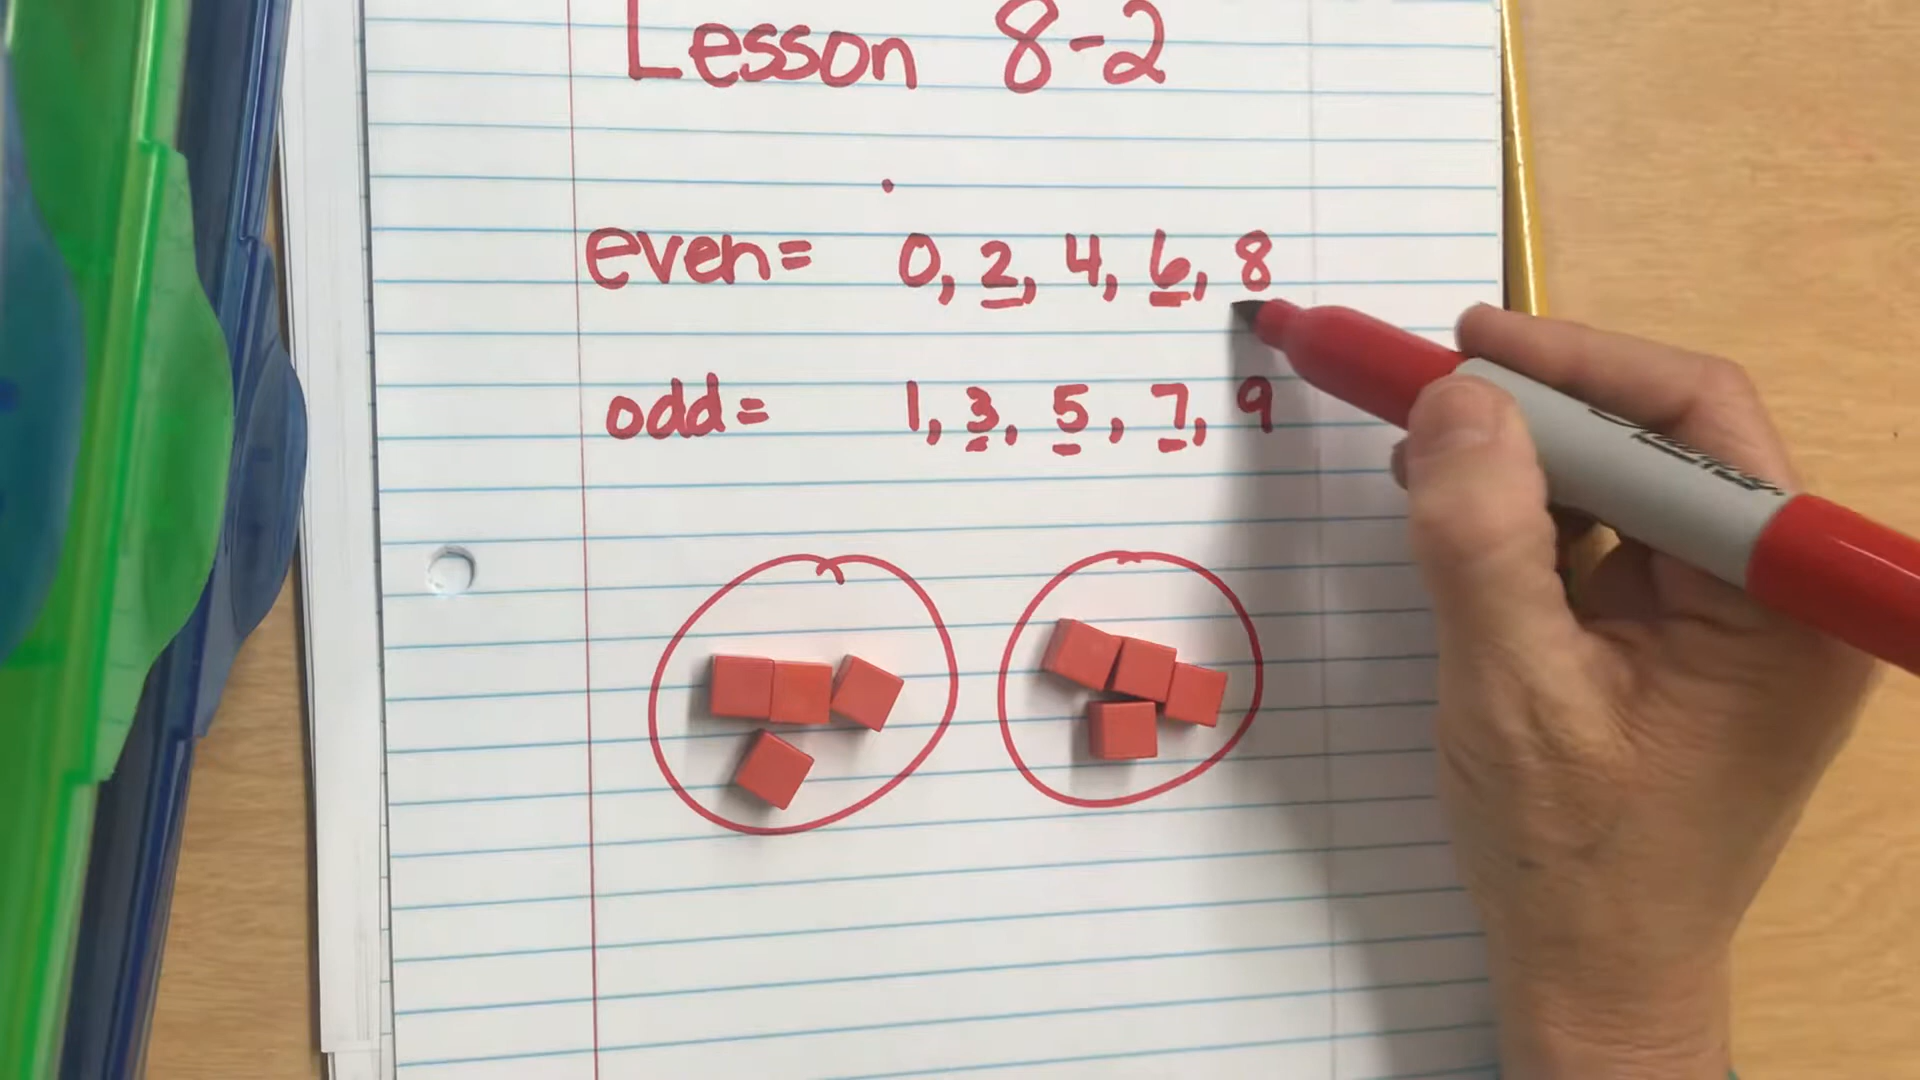 Lesson 8-2
even= 0, 2, 4, 6, 8
odd= 1, 3, 5, 7, 9